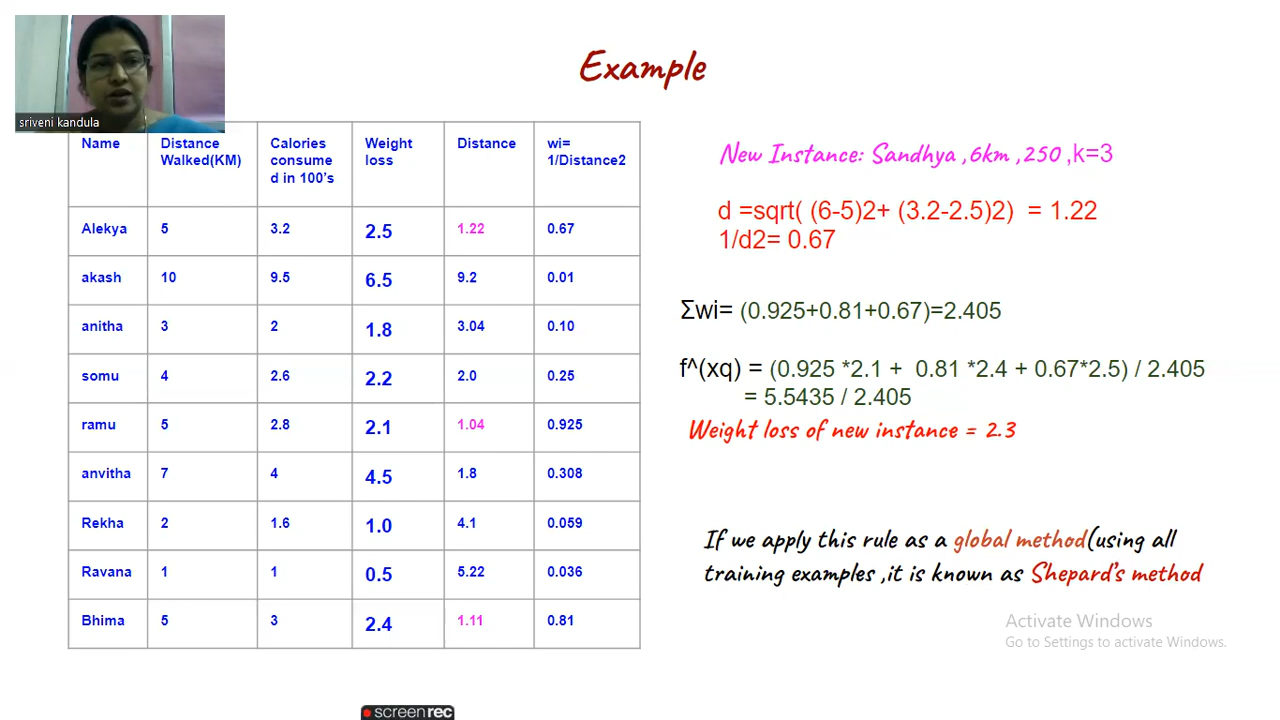 sriveni kandula
Example
Name Distance Walked(KM) Calories consume d in 100's Weight loss Distance wi= 1/Distance2
Alekya 5 3.2 2.5 1.22 0.67
akash 10 9.5 6.5 9.2 0.01
anitha 3 2 1.8 3.04 0.10
somu 4 2.6 2.2 2.0 0.25
ramu 5 2.8 2.1 1.04 0.925
anvitha 7 4 4.5 1.8 0.308
Rekha 2 1.6 1.0 4.1 0.059
Ravana 1 1 0.5 5.22 0.036
Bhima 5 3 2.4 1.11 0.81
New Instance: Sandhya ,6km ,250 ,k=3
d =sqrt( (6-5)2+ (3.2-2.5)2) = 1.22
1/d2= 0.67
Σwi= (0.925+0.81+0.67)=2.405
f^(xq) = (0.925 *2.1 + 0.81 *2.4 + 0.67*2.5) / 2.405
= 5.5435 / 2.405
Weight loss of new instance = 2.3
If we apply this rule as a global method(using all
training examples ,it is known as Shepard's method
Activate Windows
Go to Settings to activate Windows.
screenrec